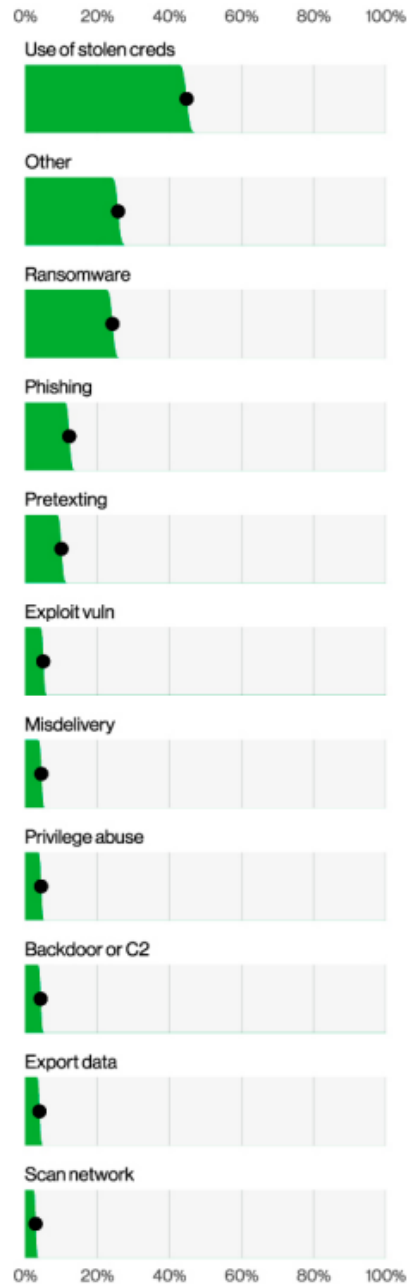 0% 20% 40% 60% 80% 100%
Use of stolen creds
Other
Ransomware
Phishing
Pretexting
Exploit vuln
Misdelivery
Privilege abuse
Backdoor or C2
Export data
Scan network
0% 20% 40% 60% 80% 100%